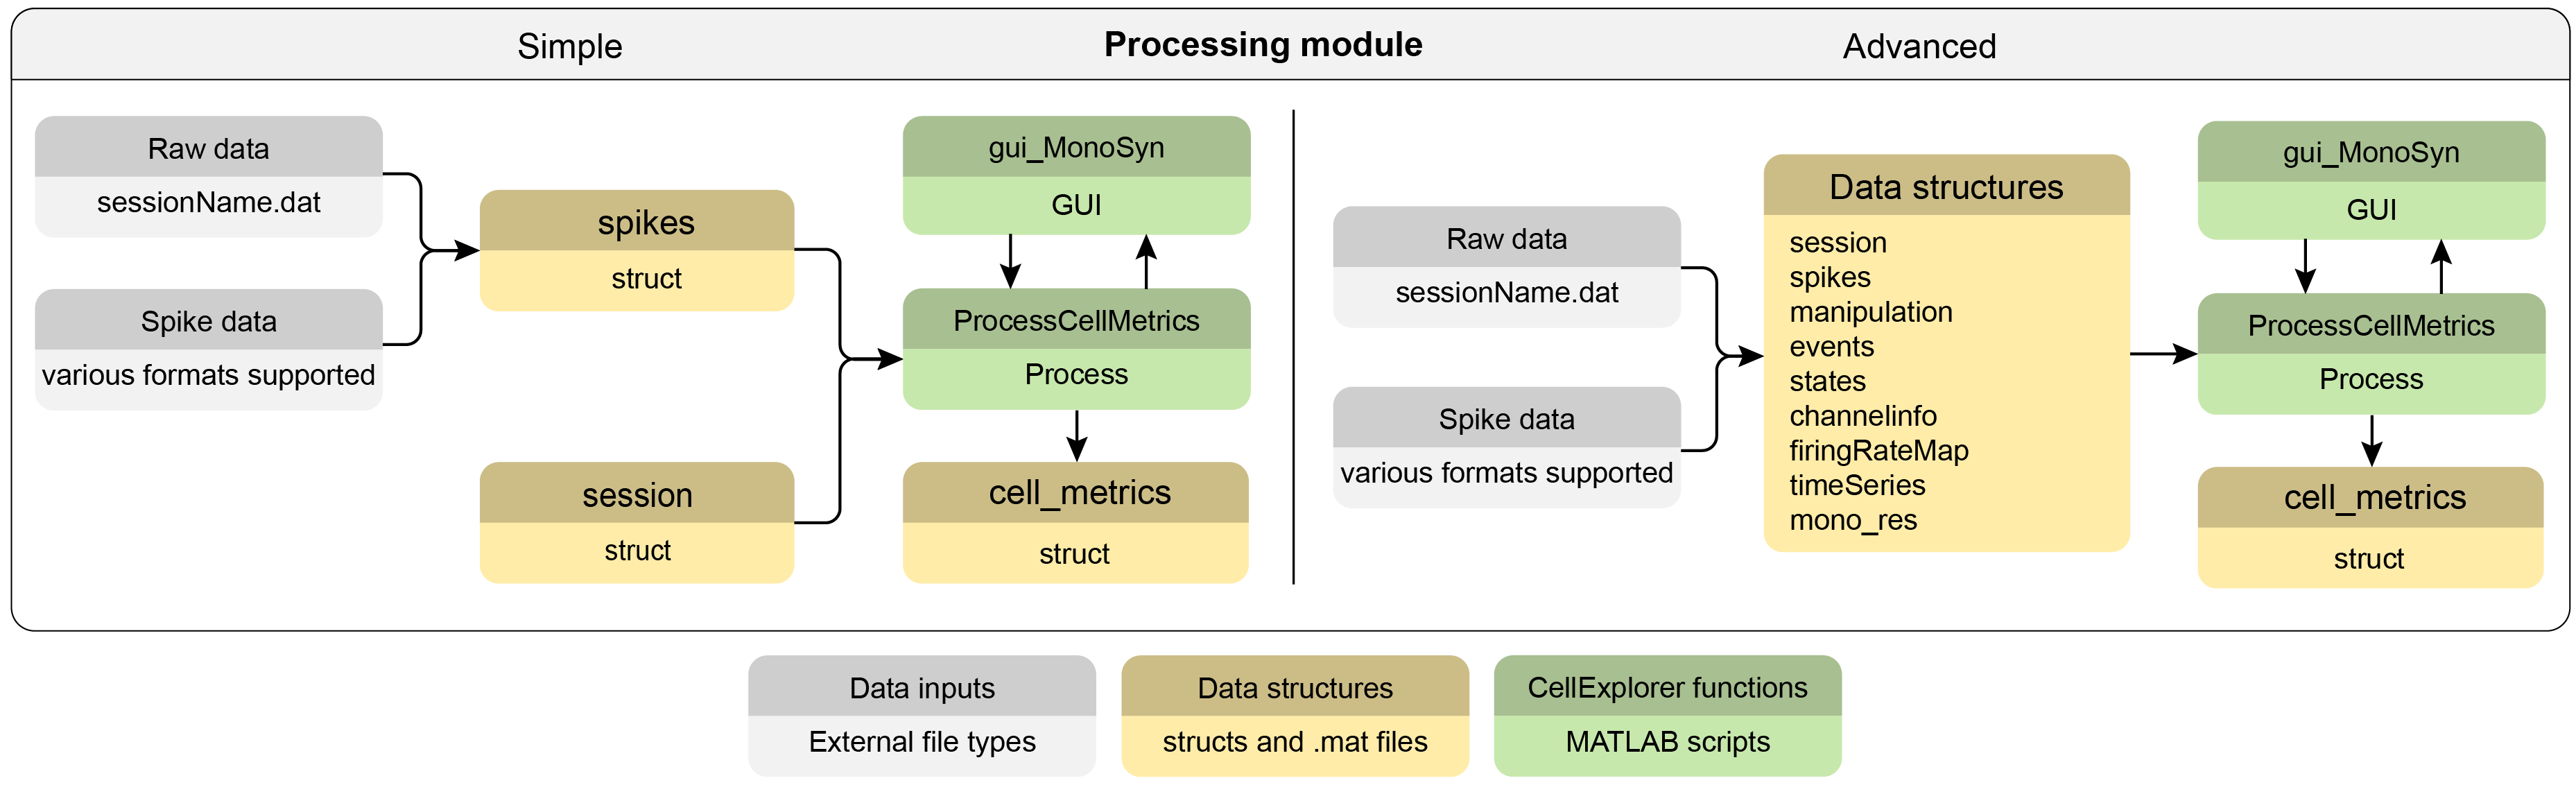 Simple
Processing module
Advanced
Raw data
sessionName.dat
Spike data
various formats supported
spikes
struct
session
struct
gui_MonoSyn
GUI
ProcessCellMetrics
Process
cell_metrics
struct
Raw data
sessionName.dat
Spike data
various formats supported
Data structures
session
spikes
manipulation
events
states
channelinfo
firingRateMap
timeSeries
mono_res
gui_MonoSyn
GUI
ProcessCellMetrics
Process
cell_metrics
struct
Data inputs
External file types
Data structures
structs and .mat files
CellExplorer functions
MATLAB scripts